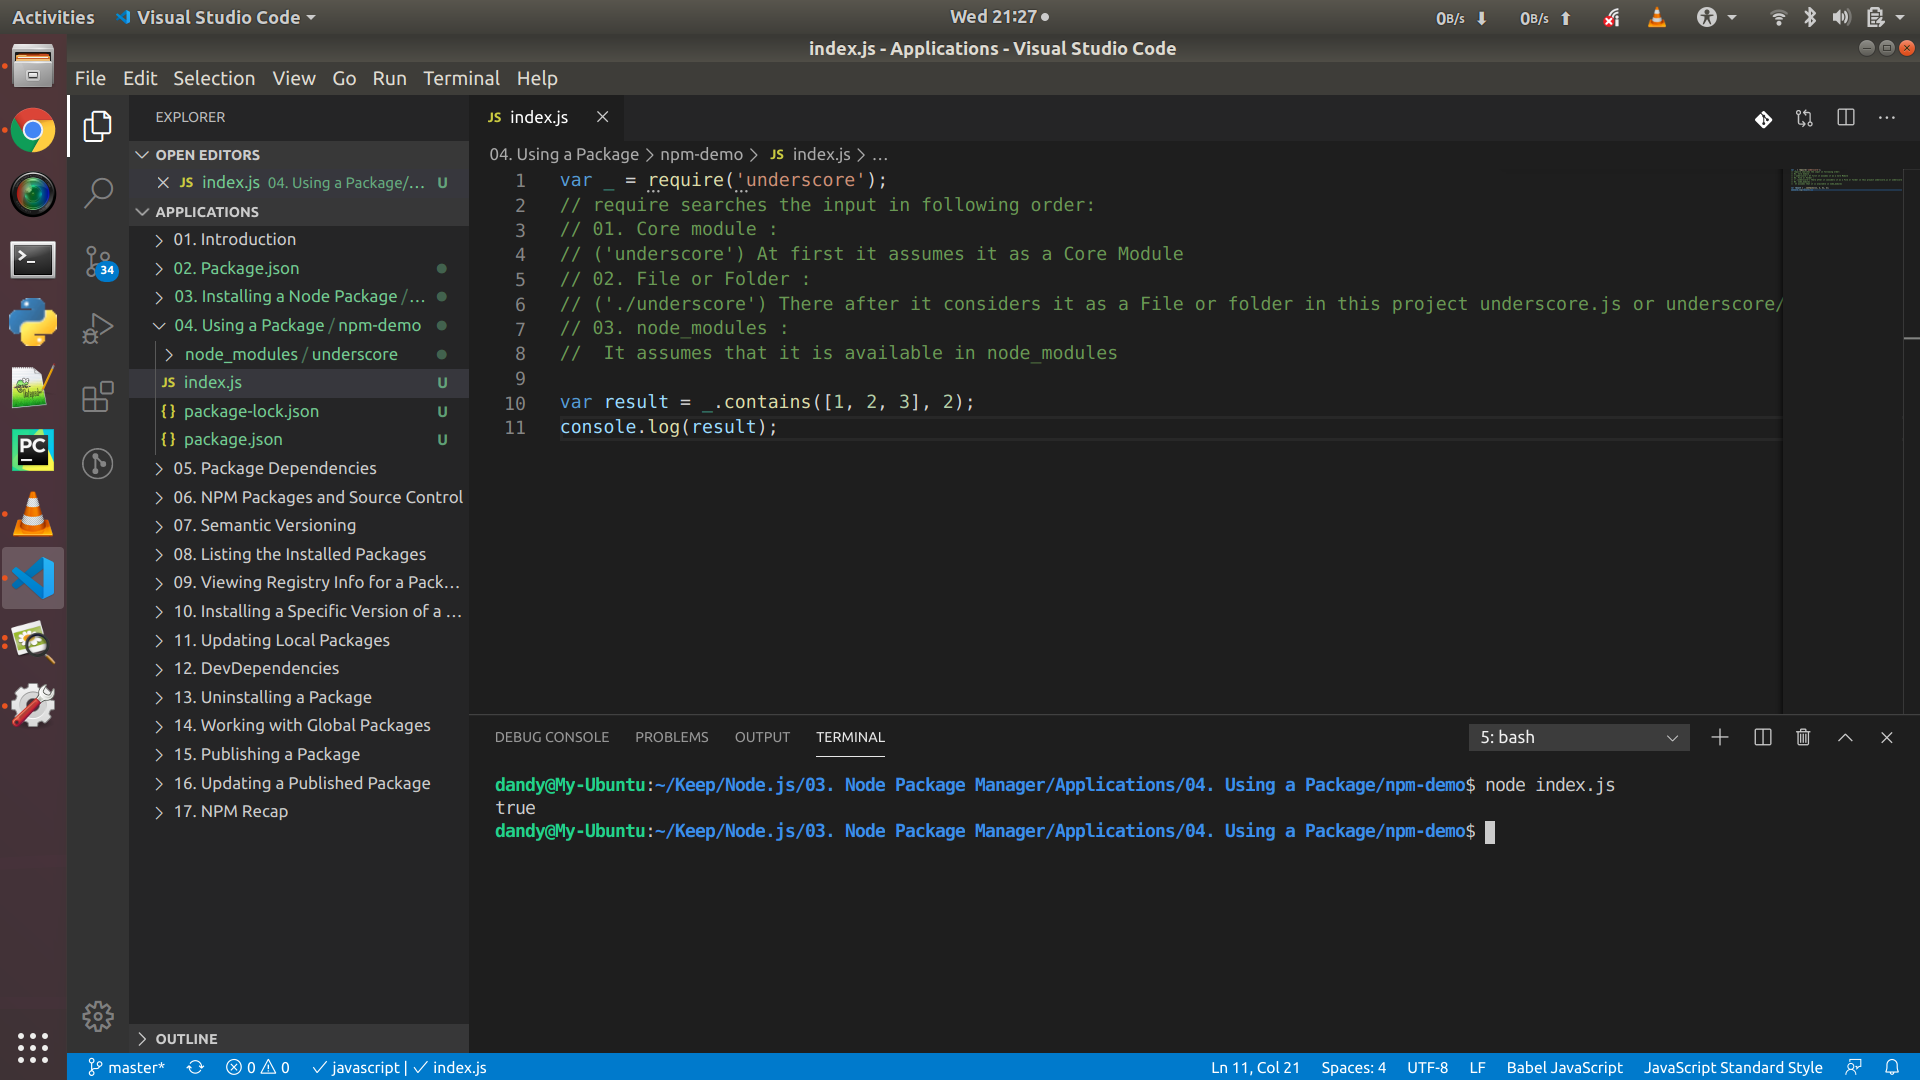 Activities
Visual Studio Code
Wed 21:27
0B/s
0B/s
index.js - Applications - Visual Studio Code
File Edit Selection View Go Run Terminal Help
EXPLORER
OPEN EDITORS
JS index.js 04. Using a Package/... U
APPLICATIONS
01. Introduction
02. Package.json
03. Installing a Node Package / ...
04. Using a Package / npm-demo
node_modules / underscore
JS index.js U
{} package-lock.json U
{} package.json U
05. Package Dependencies
06. NPM Packages and Source Control
07. Semantic Versioning
08. Listing the Installed Packages
09. Viewing Registry Info for a Pack...
10. Installing a Specific Version of a ...
11. Updating Local Packages
12. DevDependencies
13. Uninstalling a Package
14. Working with Global Packages
15. Publishing a Package
16. Updating a Published Package
17. NPM Recap
OUTLINE
34
PC
JS index.js
04. Using a Package > npm-demo > JS index.js > ...
1 var _ = require('underscore');
2 // require searches the input in following order:
3 // 01. Core module :
4 // ('underscore') At first it assumes it as a Core Module
5 // 02. File or Folder :
6 // ('./underscore') There after it considers it as a File or folder in this project underscore.js or underscore/
7 // 03. node_modules :
8 //  It assumes that it is available in node_modules
9
10 var result = _.contains([1, 2, 3], 2);
11 console.log(result);
DEBUG CONSOLE PROBLEMS OUTPUT TERMINAL
5: bash
dandy@My-Ubuntu:~/Keep/Node.js/03. Node Package Manager/Applications/04. Using a Package/npm-demo$ node index.js
true
dandy@My-Ubuntu:~/Keep/Node.js/03. Node Package Manager/Applications/04. Using a Package/npm-demo$
master* 0 0 javascript | index.js
Ln 11, Col 21 Spaces: 4 UTF-8 LF Babel JavaScript JavaScript Standard Style